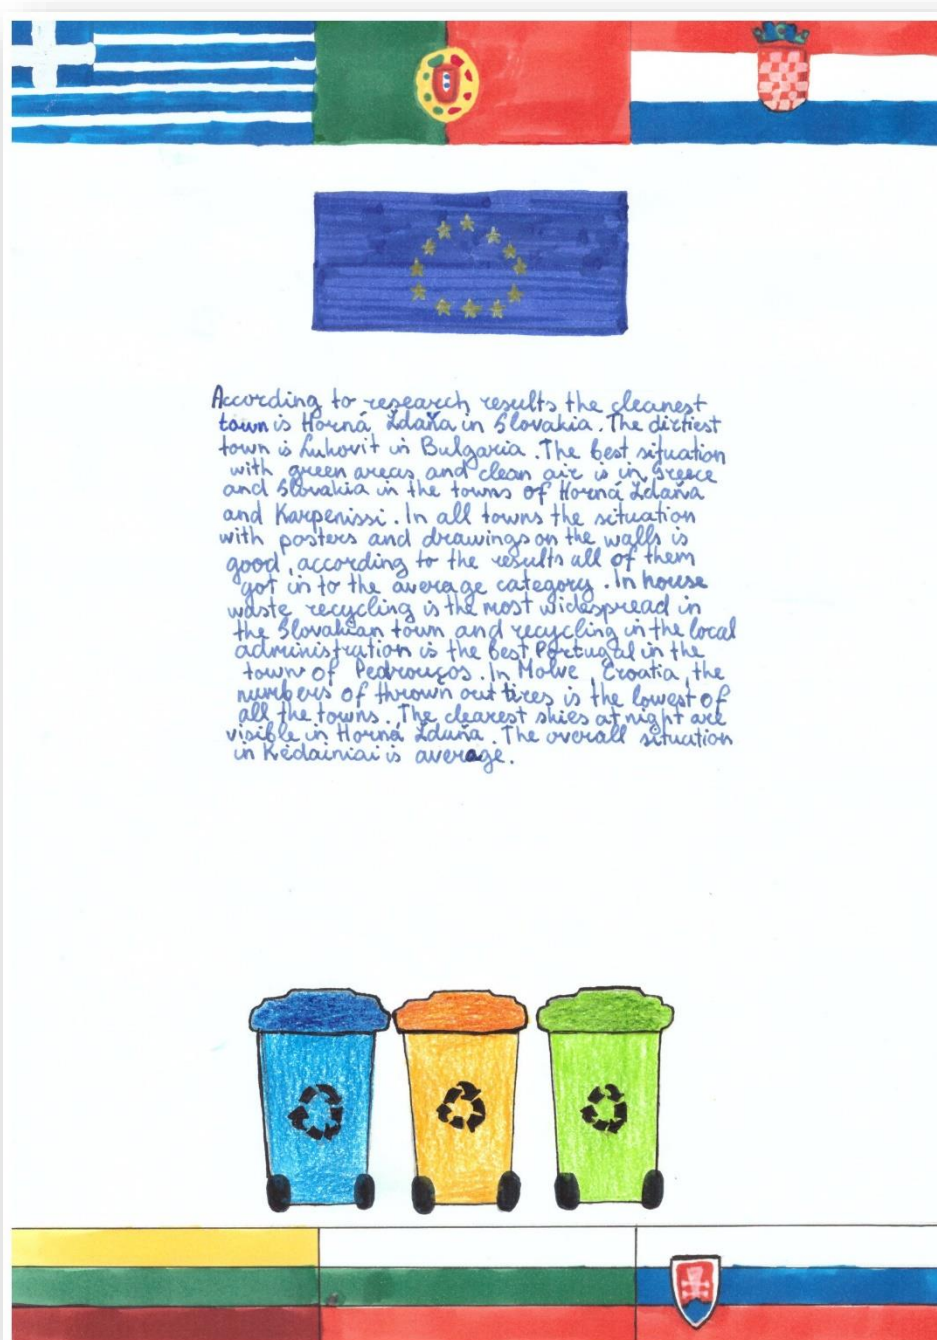 According to research results the cleanest
town is Horná Ždaňa in Slovakia. The dirtiest
town is Lukovit in Bulgaria. The best situation
with green areas and clean air is in Greece
and Slovakia in the towns of Horná Ždaňa
and Karpenissi. In all towns the situation
with posters and drawings on the walls is
good, according to the results all of them
got in to the average category. In house
waste recycling is the most widespread in
the Slovakian town and recycling in the local
administration is the best Portugal in the
town of Pedrouços. In Molve, Croatia, the
numbers of thrown out tires is the lowest of
all the towns. The clearest skies at night are
visible in Horná Ždaňa. The overall situation
in Kėdainiai is average.